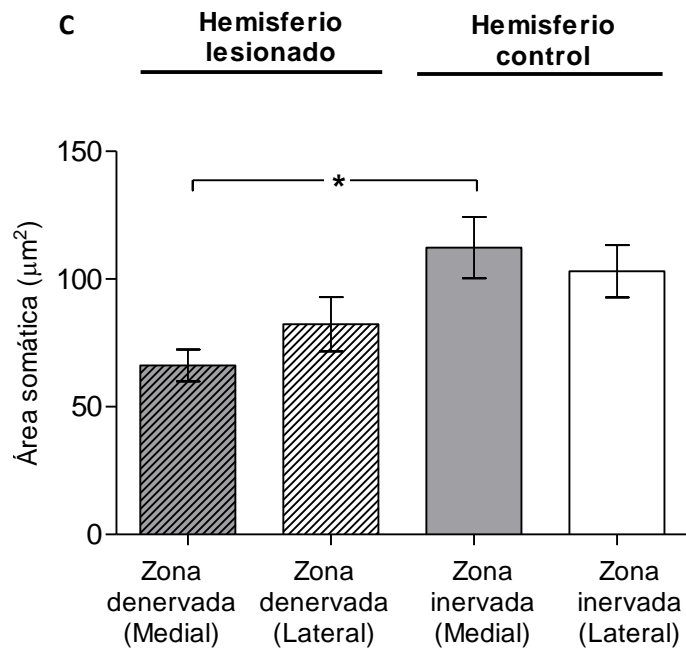 C
Hemisferio
lesionado
Hemisferio
control
150
100
50
0
Área somática (μm²)
*
Zona
denervada
(Medial)
Zona
denervada
(Lateral)
Zona
inervada
(Medial)
Zona
inervada
(Lateral)